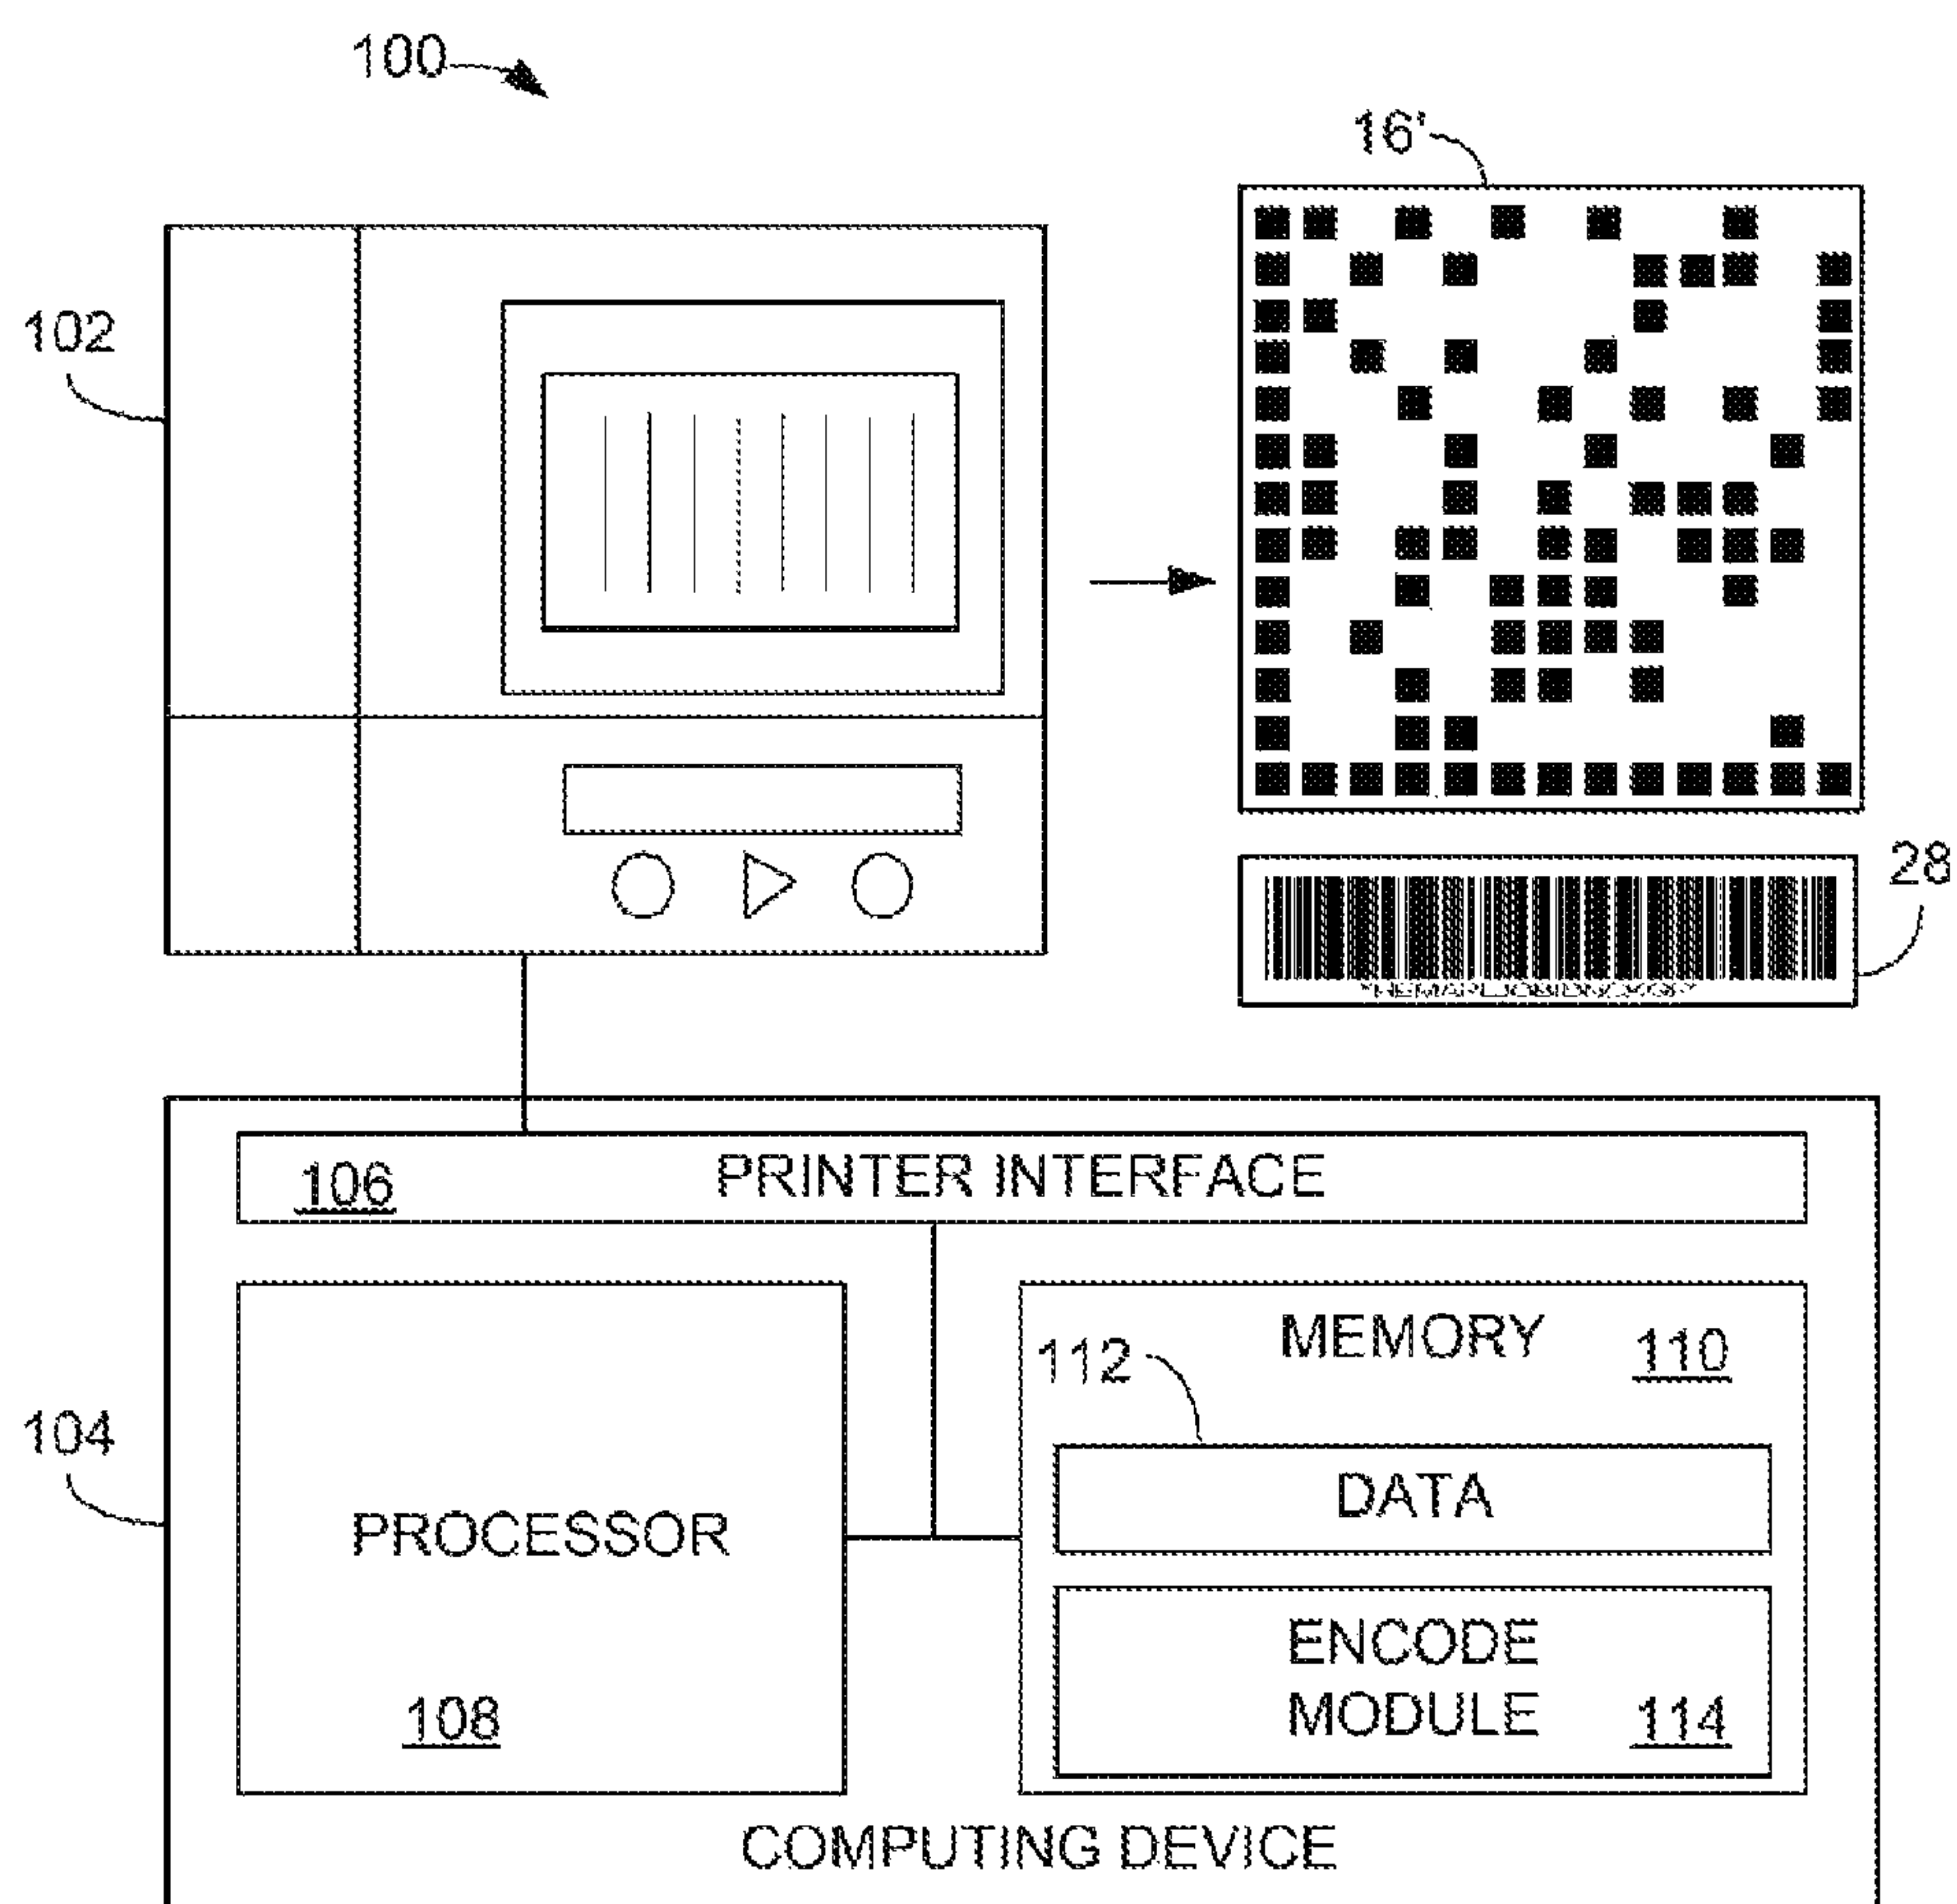 100
16'
102
28
106 PRINTER INTERFACE
MEMORY 110
112
104
DATA
PROCESSOR
ENCODE
MODULE 114
108
COMPUTING DEVICE